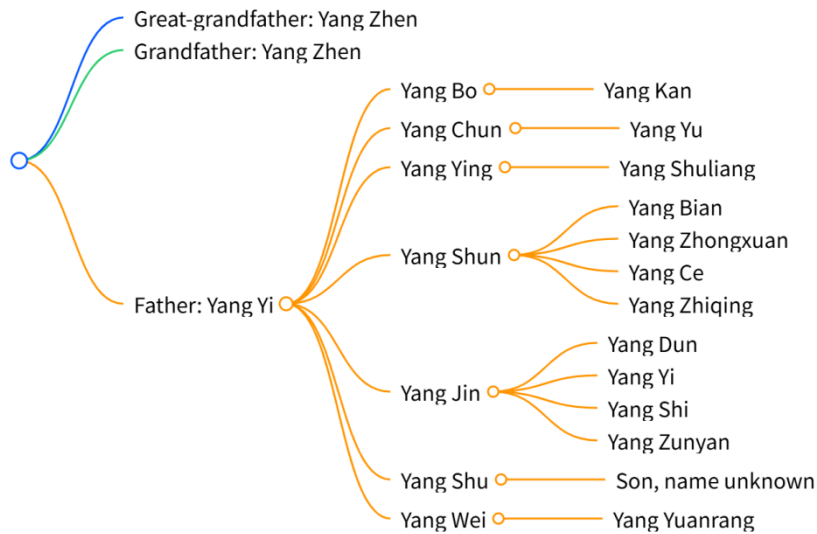 Great-grandfather: Yang Zhen
Grandfather: Yang Zhen
Father: Yang Yi
Yang Bo
Yang Kan
Yang Chun
Yang Yu
Yang Ying
Yang Shuliang
Yang Shun
Yang Bian
Yang Zhongxuan
Yang Ce
Yang Zhiqing
Yang Jin
Yang Dun
Yang Yi
Yang Shi
Yang Zunyan
Yang Shu
Son, name unknown
Yang Wei
Yang Yuanrang